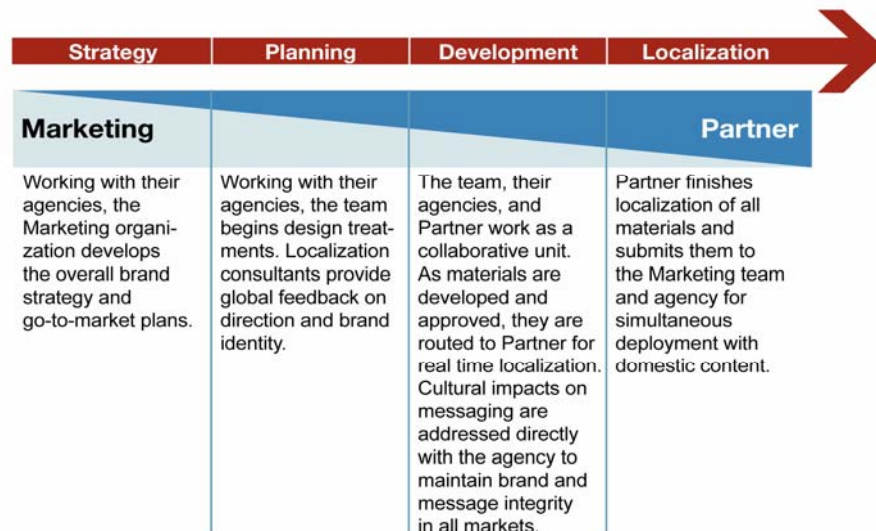 Strategy
Planning
Development
Localization
Marketing
Partner
Working with their
agencies, the
Marketing organi-
zation develops
the overall brand
strategy and
go-to-market plans.
Working with their
agencies, the team
begins design treat-
ments. Localization
consultants provide
global feedback on
direction and brand
identity.
The team, their
agencies, and
Partner work as a
collaborative unit.
As materials are
developed and
approved, they are
routed to Partner for
real time localization.
Cultural impacts on
messaging are
addressed directly
with the agency to
maintain brand and
message integrity
in all markets.
Partner finishes
localization of all
materials and
submits them to
the Marketing team
and agency for
simultaneous
deployment with
domestic content.